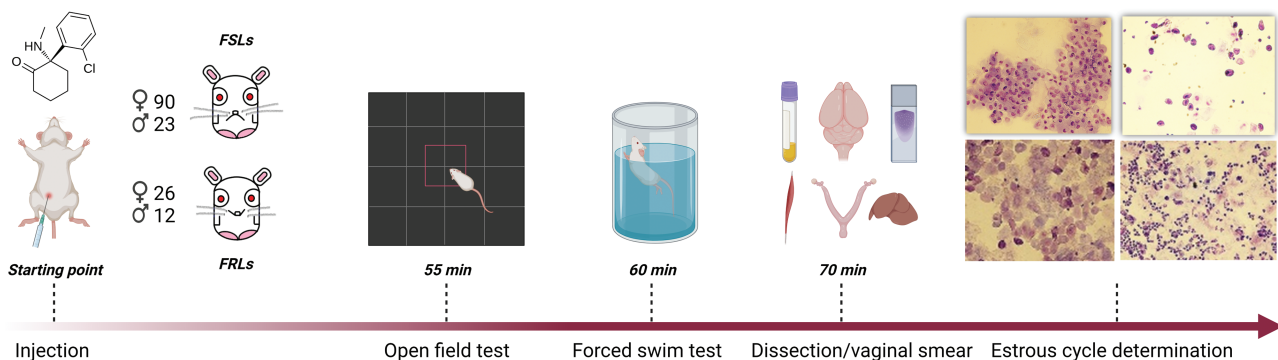 HN
O
Cl
FSLs
♀ 90
♂ 23
♀ 26
♂ 12
FRLs
Starting point
55 min
60 min
70 min
Injection
Open field test
Forced swim test
Dissection/vaginal smear
Estrous cycle determination